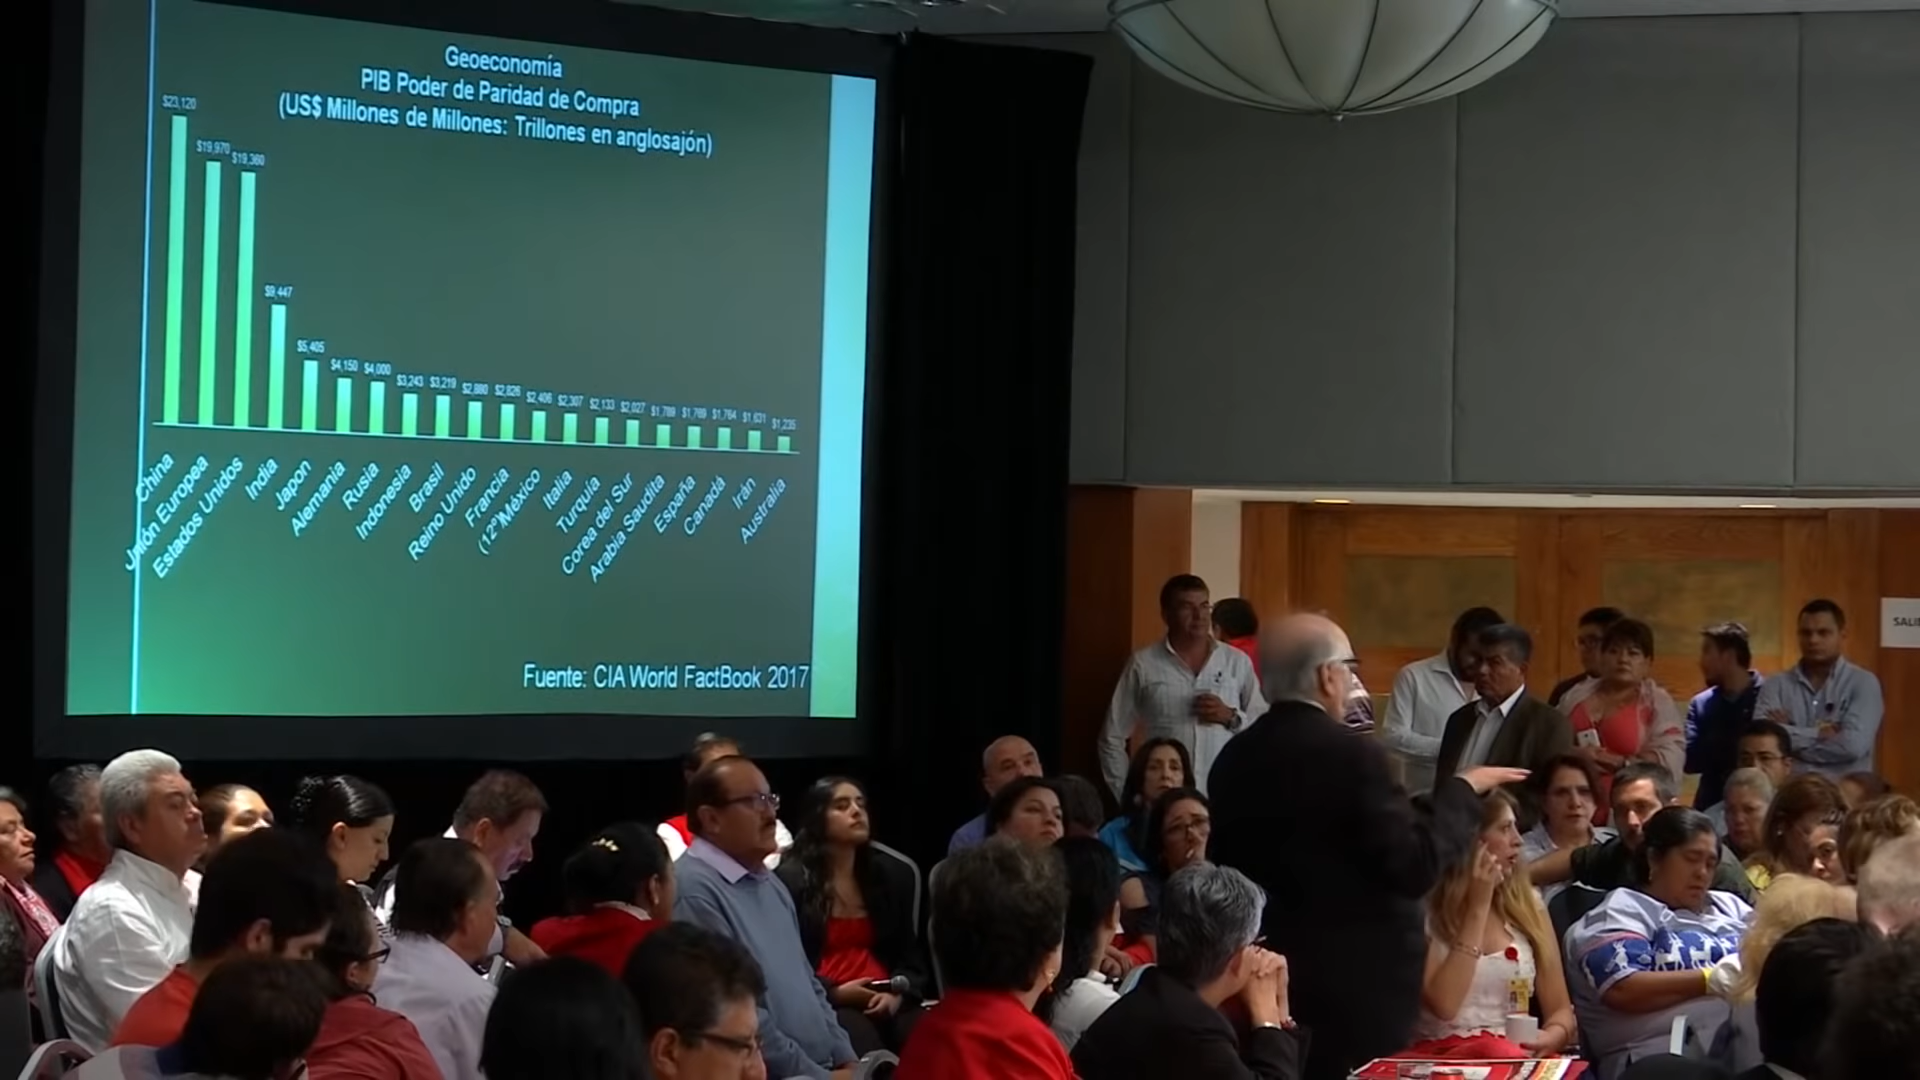 Geoeconomía
PIB Poder de Paridad de Compra
(US$ Millones de Millones: Trillones en anglosajón)
$23,120
$19,970
$19,360
$9,447
$5,405
$4,150
$4,000
$3,243
$3,219
$2,880
$2,826
$2,406
$2,307
$2,133
$2,027
$1,789
$1,769
$1,764
$1,631
$1,235
China
Unión Europea
Estados Unidos
India
Japon
Alemania
Rusia
Indonesia
Brasil
Reino Unido
Francia
(12º)México
Italia
Turquía
Corea del Sur
Arabia Saudita
España
Canadá
Irán
Australia
Fuente: CIA World FactBook 2017
SALI